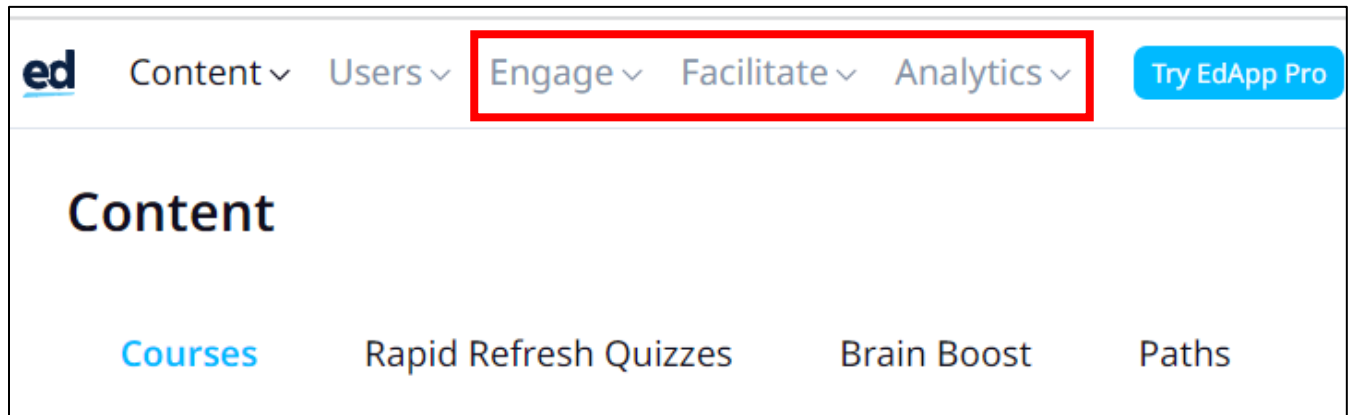 ed Content Users Engage Facilitate Analytics Try EdApp Pro
Content
Courses Rapid Refresh Quizzes Brain Boost Paths